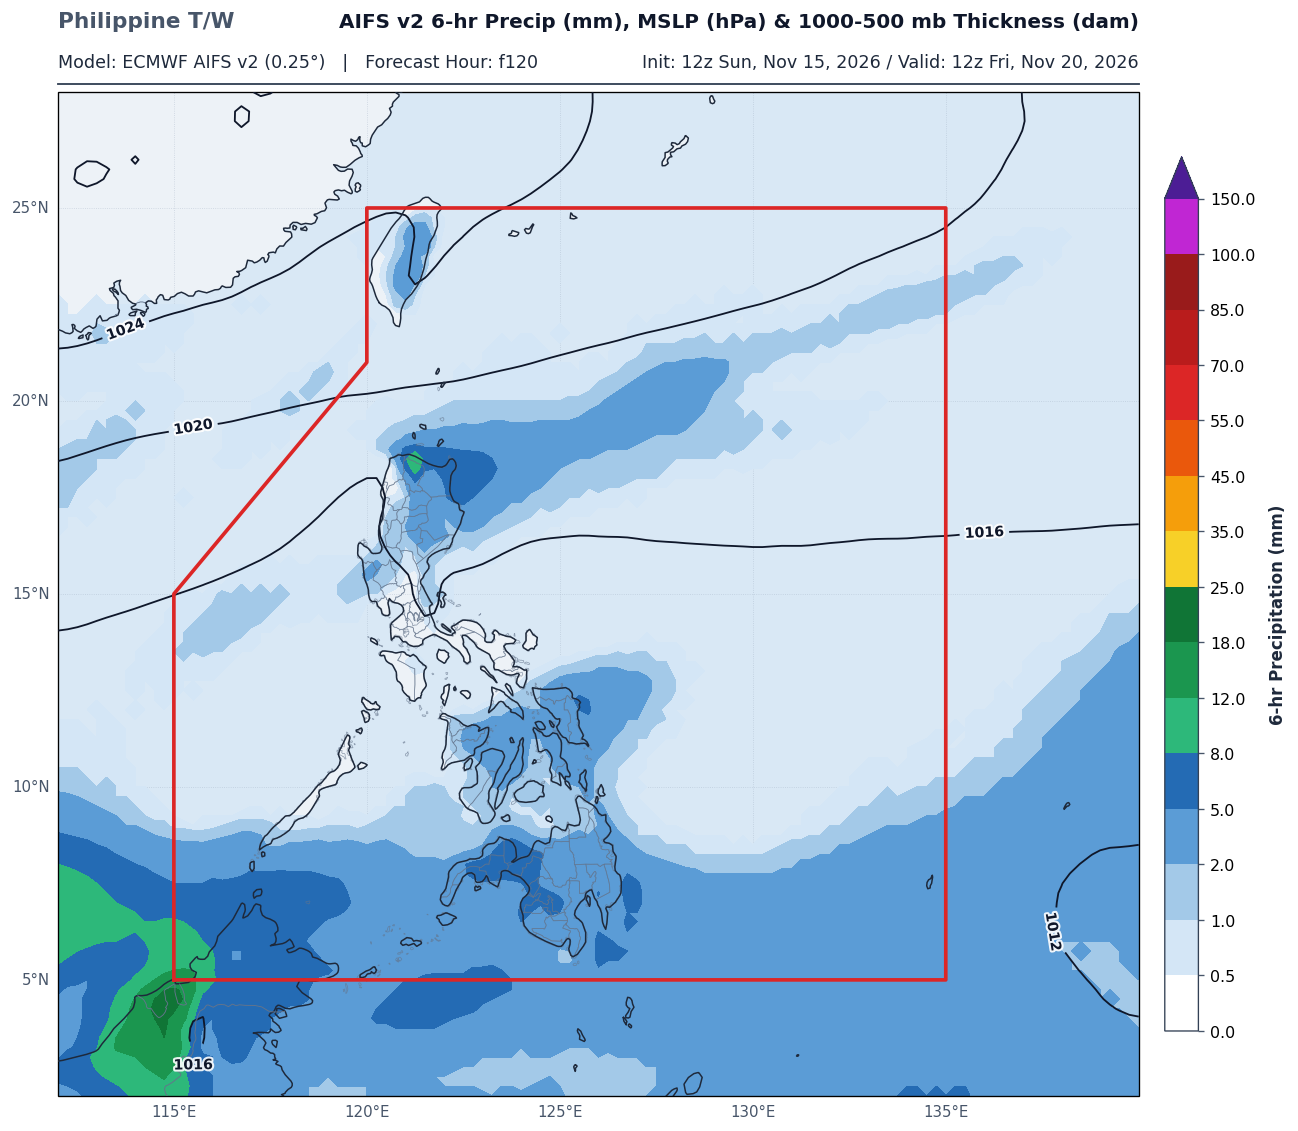 Philippine T/W
AIFS v2 6-hr Precip (mm), MSLP (hPa) & 1000-500 mb Thickness (dam)
Model: ECMWF AIFS v2 (0.25°)   |   Forecast Hour: f120
Init: 12z Sun, Nov 15, 2026 / Valid: 12z Fri, Nov 20, 2026
25°N
20°N
15°N
10°N
5°N
1024
1020
1016
1012
1016
115°E
120°E
125°E
130°E
135°E
150.0
100.0
85.0
70.0
55.0
45.0
35.0
25.0
18.0
12.0
8.0
5.0
2.0
1.0
0.5
0.0
6-hr Precipitation (mm)